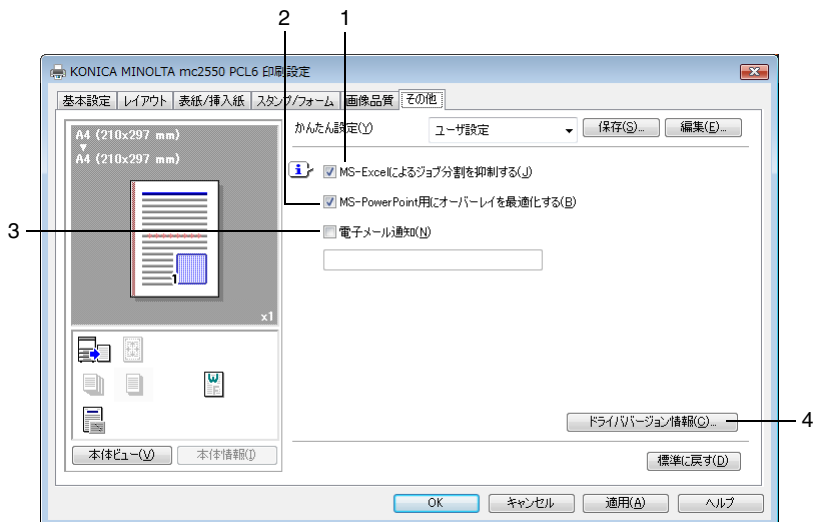 2 1
KONICA MINOLTA mc2550 PCL6 印刷設定
基本設定 レイアウト 表紙/挿入紙 スタンプ/フォーム 画像品質 その他
A4 (210x297 mm)
A4 (210x297 mm)
1
x1
本体ビュー(V) 本体情報(I)
かんたん設定(Y) ユーザ設定 保存(S)... 編集(E)...
MS-Excelによるジョブ分割を抑制する(J)
MS-PowerPoint用にオーバーレイを最適化する(B)
3 電子メール通知(N)
ドライババージョン情報(C)... 4
標準に戻す(D)
OK キャンセル 適用(A) ヘルプ